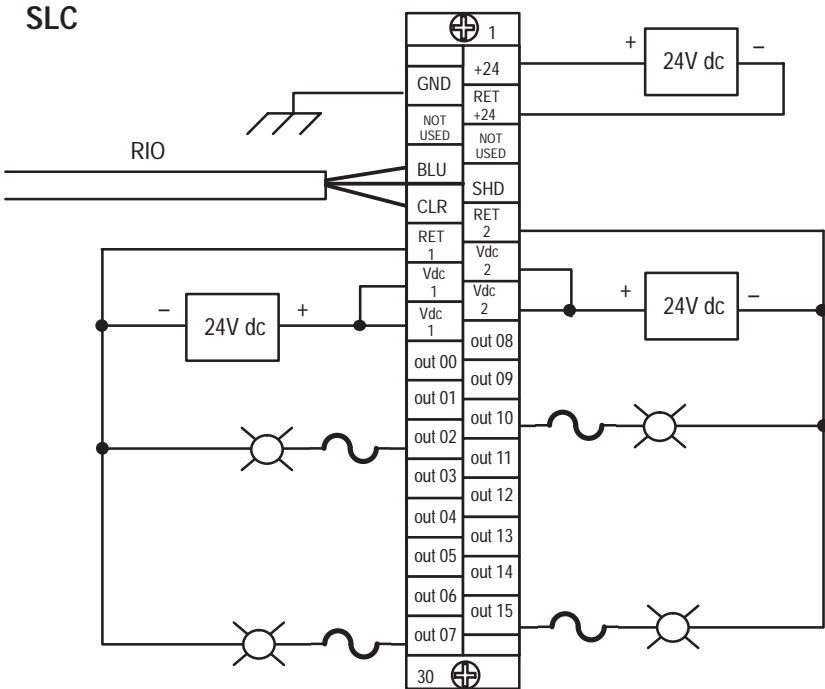 SLC
1
+ 24V dc –
GND
+24
RET
+24
NOT
USED
NOT
USED
RIO
BLU
SHD
CLR
RET
2
RET
1
Vdc
2
Vdc
1
Vdc
2
Vdc
1
– 24V dc +
+ 24V dc –
out 08
out 00
out 09
out 01
out 10
out 02
out 11
out 03
out 12
out 04
out 13
out 05
out 14
out 06
out 15
out 07
30